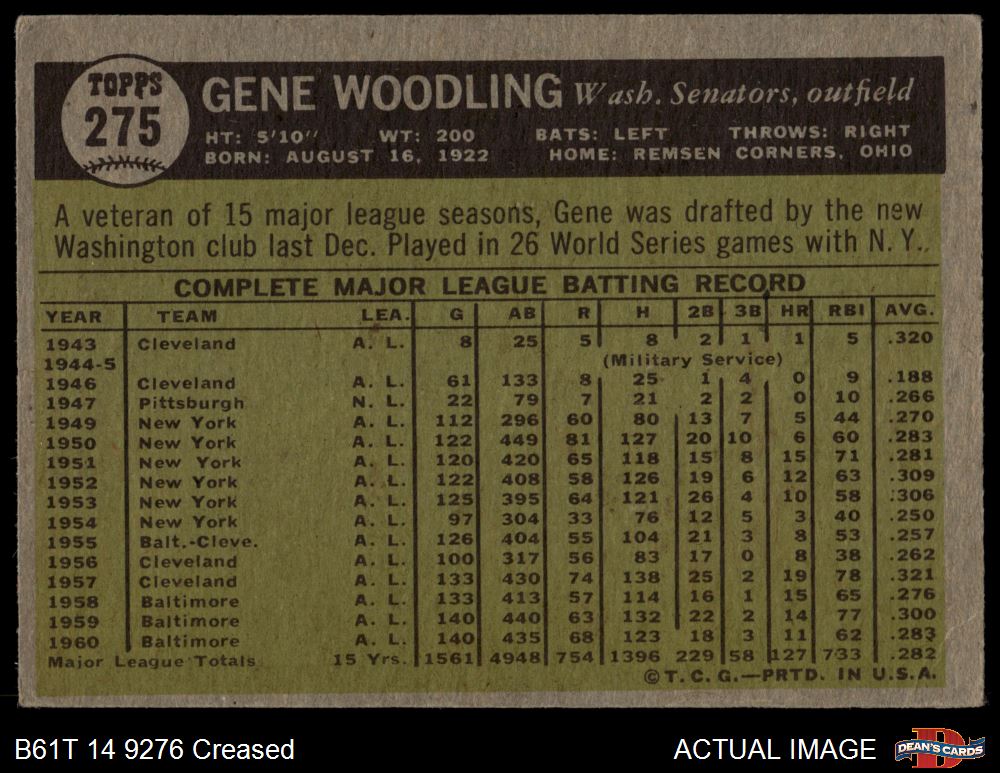 TOPPS
275
GENE WOODLING Wash. Senators, outfield
HT: 5'10" WT: 200 BATS: LEFT THROWS: RIGHT
BORN: AUGUST 16, 1922 HOME: REMSEN CORNERS, OHIO
A veteran of 15 major league seasons, Gene was drafted by the new
Washington club last Dec. Played in 26 World Series games with N. Y..
COMPLETE MAJOR LEAGUE BATTING RECORD
YEAR TEAM LEA. G AB R H 2B 3B HR RBI AVG.
1943 Cleveland A. L. 8 25 5 8 2 1 1 5 .320
1944-5 (Military Service)
1946 Cleveland A. L. 61 133 8 25 1 4 0 9 .188
1947 Pittsburgh N. L. 22 79 7 21 2 2 0 10 .266
1949 New York A. L. 112 296 60 80 13 7 5 44 .270
1950 New York A. L. 122 449 81 127 20 10 6 60 .283
1951 New York A. L. 120 420 65 118 15 8 15 71 .281
1952 New York A. L. 122 408 58 126 19 6 12 63 .309
1953 New York A. L. 125 395 64 121 26 4 10 58 .306
1954 New York A. L. 97 304 33 76 12 5 3 40 .250
1955 Balt.-Cleve. A. L. 126 404 55 104 21 3 8 53 .257
1956 Cleveland A. L. 100 317 56 83 17 0 8 38 .262
1957 Cleveland A. L. 133 430 74 138 25 2 19 78 .321
1958 Baltimore A. L. 133 413 57 114 16 1 15 65 .276
1959 Baltimore A. L. 140 440 63 132 22 2 14 77 .300
1960 Baltimore A. L. 140 435 68 123 18 3 11 62 .283
Major League Totals 15 Yrs. 1561 4948 754 1396 229 58 127 733 .282
© T. C. G.—PRTD. IN U.S.A.
B61T 14 9276 Creased ACTUAL IMAGE DEAN'S CARDS